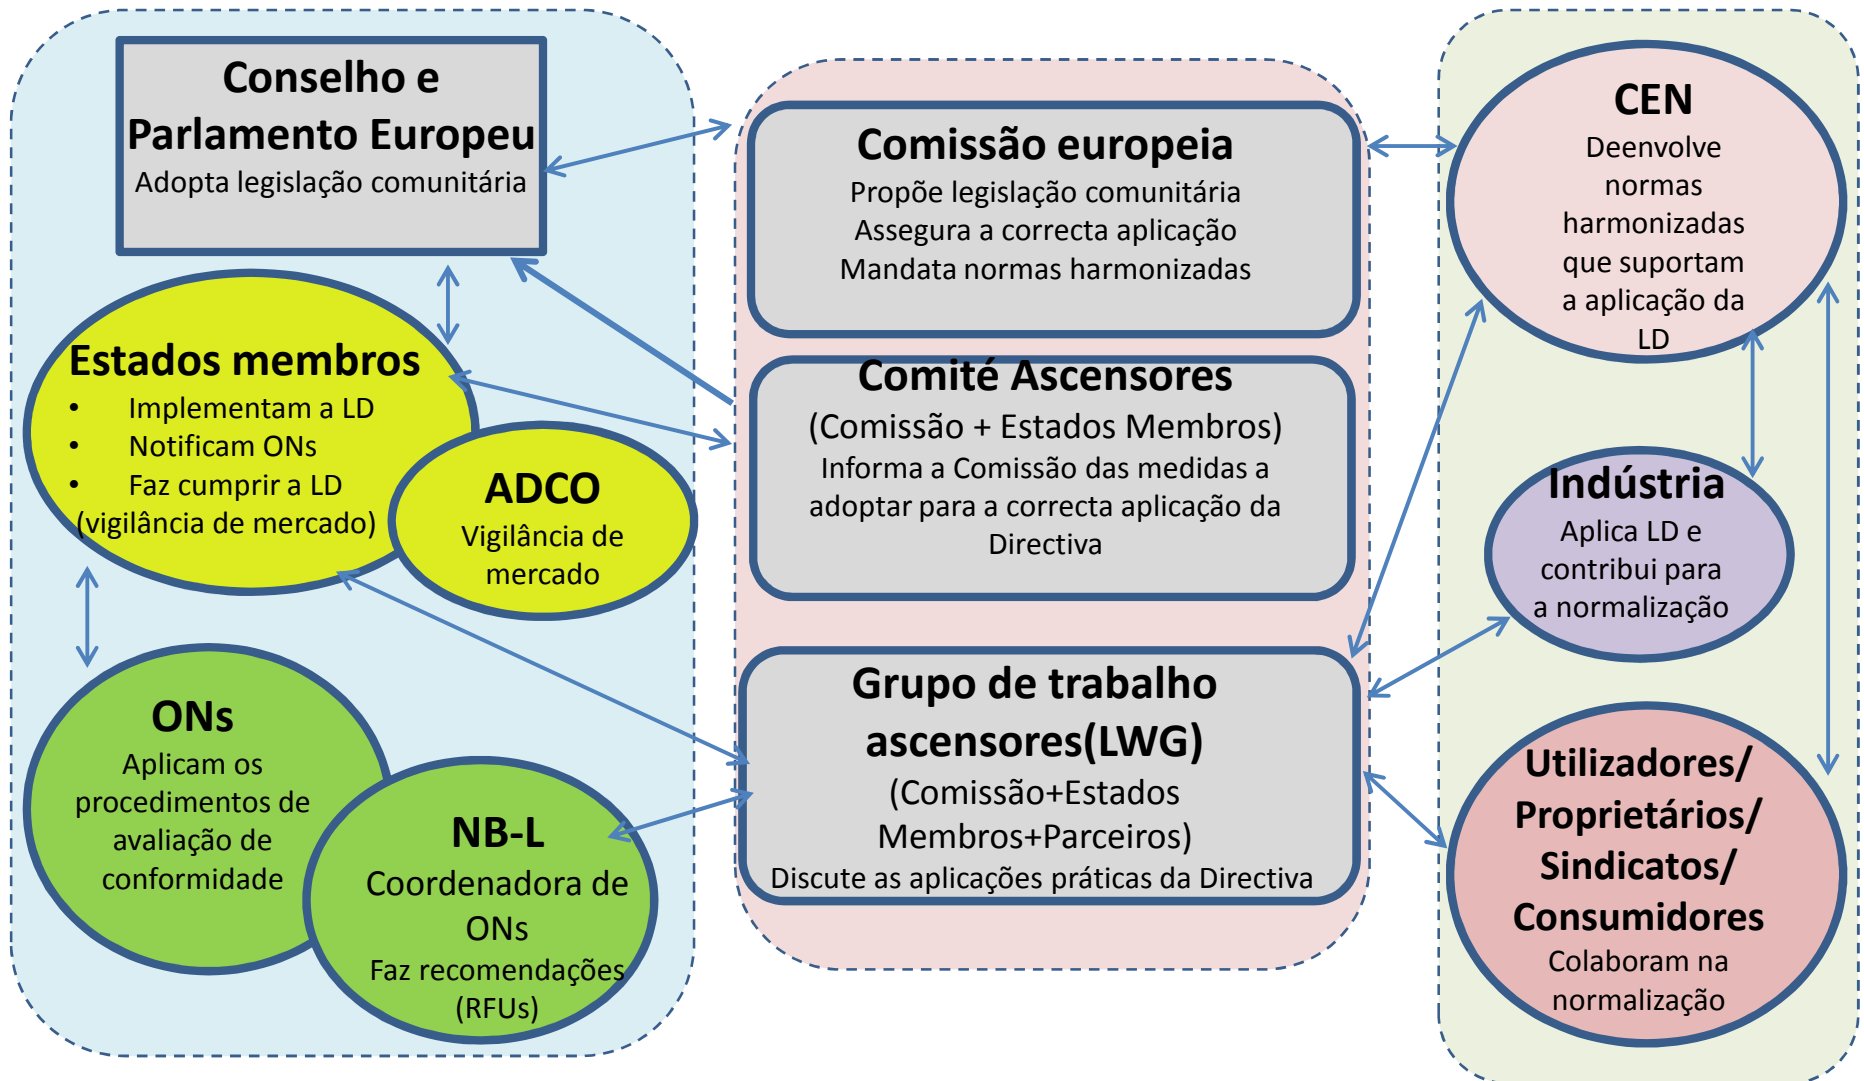 Conselho e
Parlamento Europeu
Adopta legislação comunitária
Estados membros
• Implementam a LD
• Notificam ONs
• Faz cumprir a LD
(vigilância de mercado)
ADCO
Vigilância de
mercado
ONs
Aplicam os
procedimentos de
avaliação de
conformidade
NB-L
Coordenadora de
ONs
Faz recomendações
(RFUs)
Comissão europeia
Propõe legislação comunitária
Assegura a correcta aplicação
Mandata normas harmonizadas
Comité Ascensores
(Comissão + Estados Membros)
Informa a Comissão das medidas a
adoptar para a correcta aplicação da
Directiva
Grupo de trabalho
ascensores(LWG)
(Comissão+Estados
Membros+Parceiros)
Discute as aplicações práticas da Directiva
CEN
Deenvolve
normas
harmonizadas
que suportam
a aplicação da
LD
Indústria
Aplica LD e
contribui para
a normalização
Utilizadores/
Proprietários/
Sindicatos/
Consumidores
Colaboram na
normalização